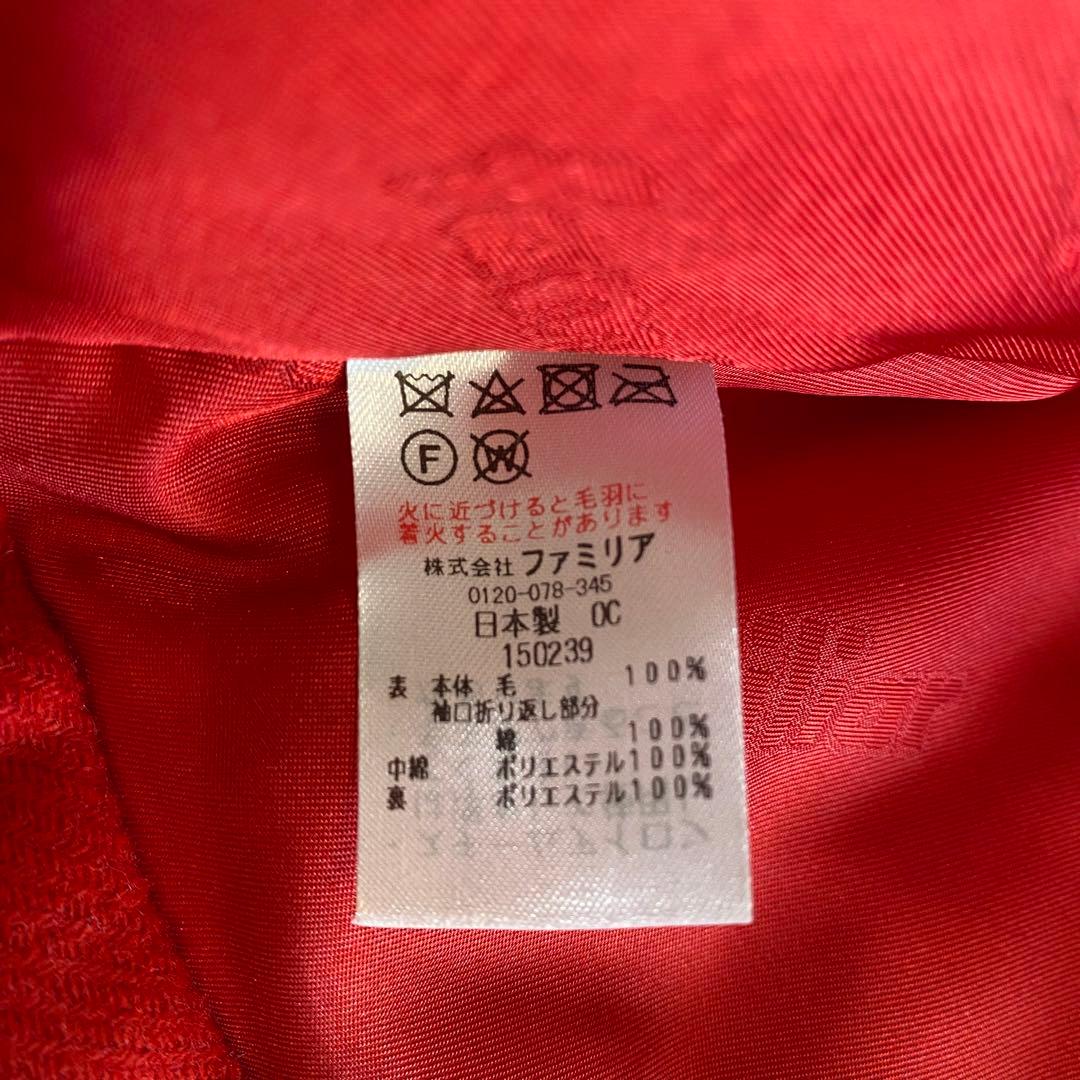 F W
火に近づけると毛羽に
着火することがあります
株式会社 ファミリア
0120-078-345
日本製 OC
150239
表 本体 毛 100%
袖口折り返し部分
綿 100%
中綿 ポリエステル100%
裏 ポリエステル100%